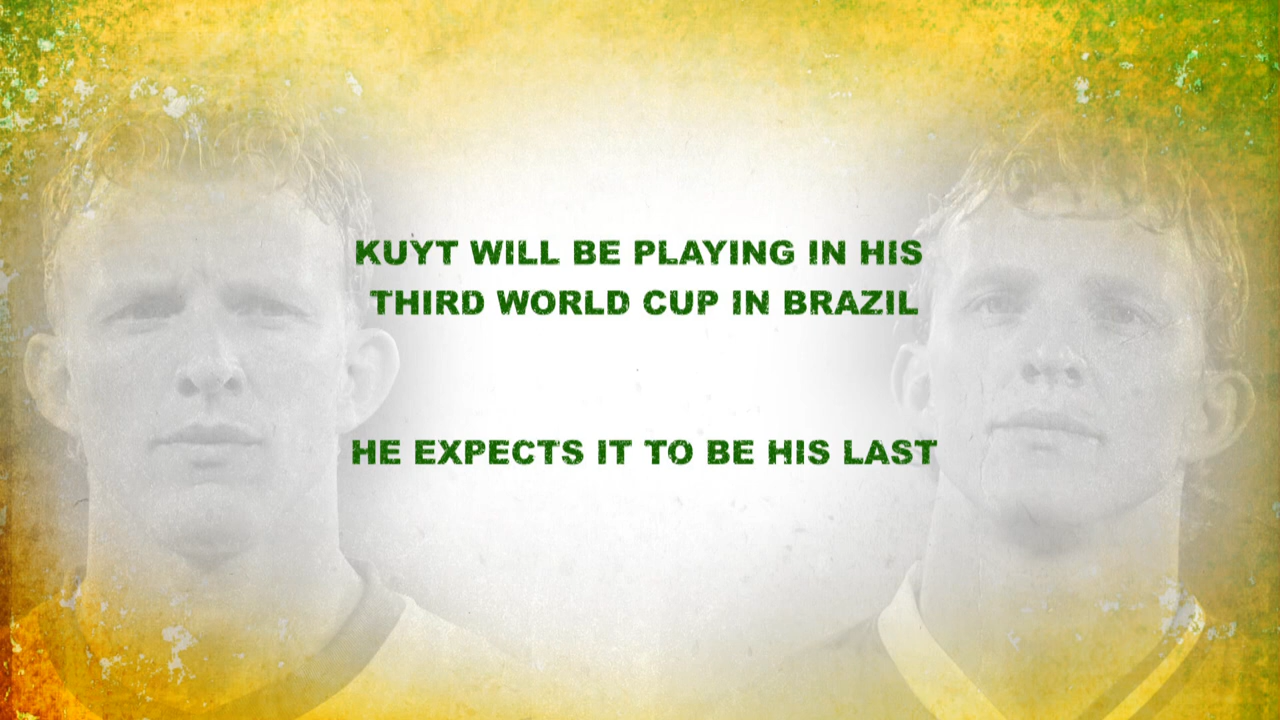 KUYT WILL BE PLAYING IN HIS
THIRD WORLD CUP IN BRAZIL
HE EXPECTS IT TO BE HIS LAST